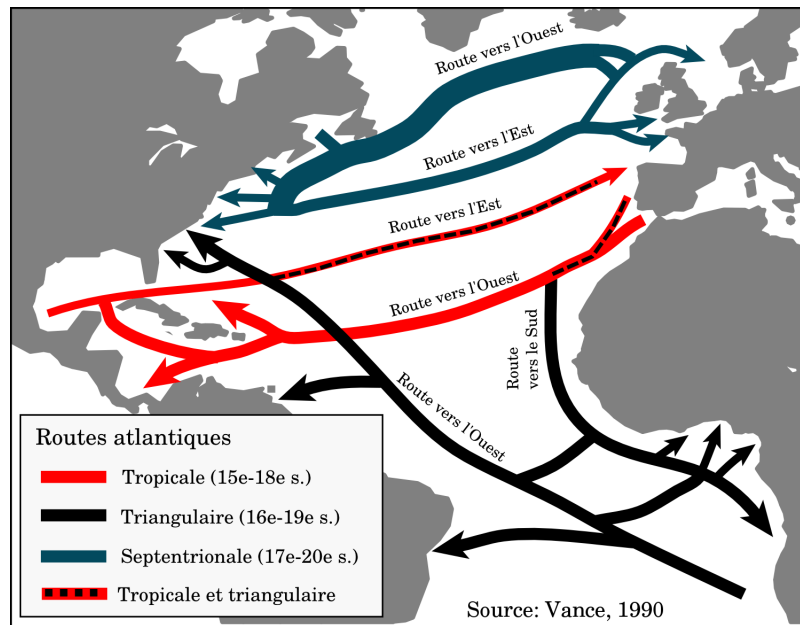 Route vers l'Ouest
Route vers l'Est
Route vers l'Est
Route vers l'Ouest
Route
vers le Sud
Route vers l'Ouest
Routes atlantiques
Tropicale (15e-18e s.)
Triangulaire (16e-19e s.)
Septentrionale (17e-20e s.)
Tropicale et triangulaire
Source: Vance, 1990